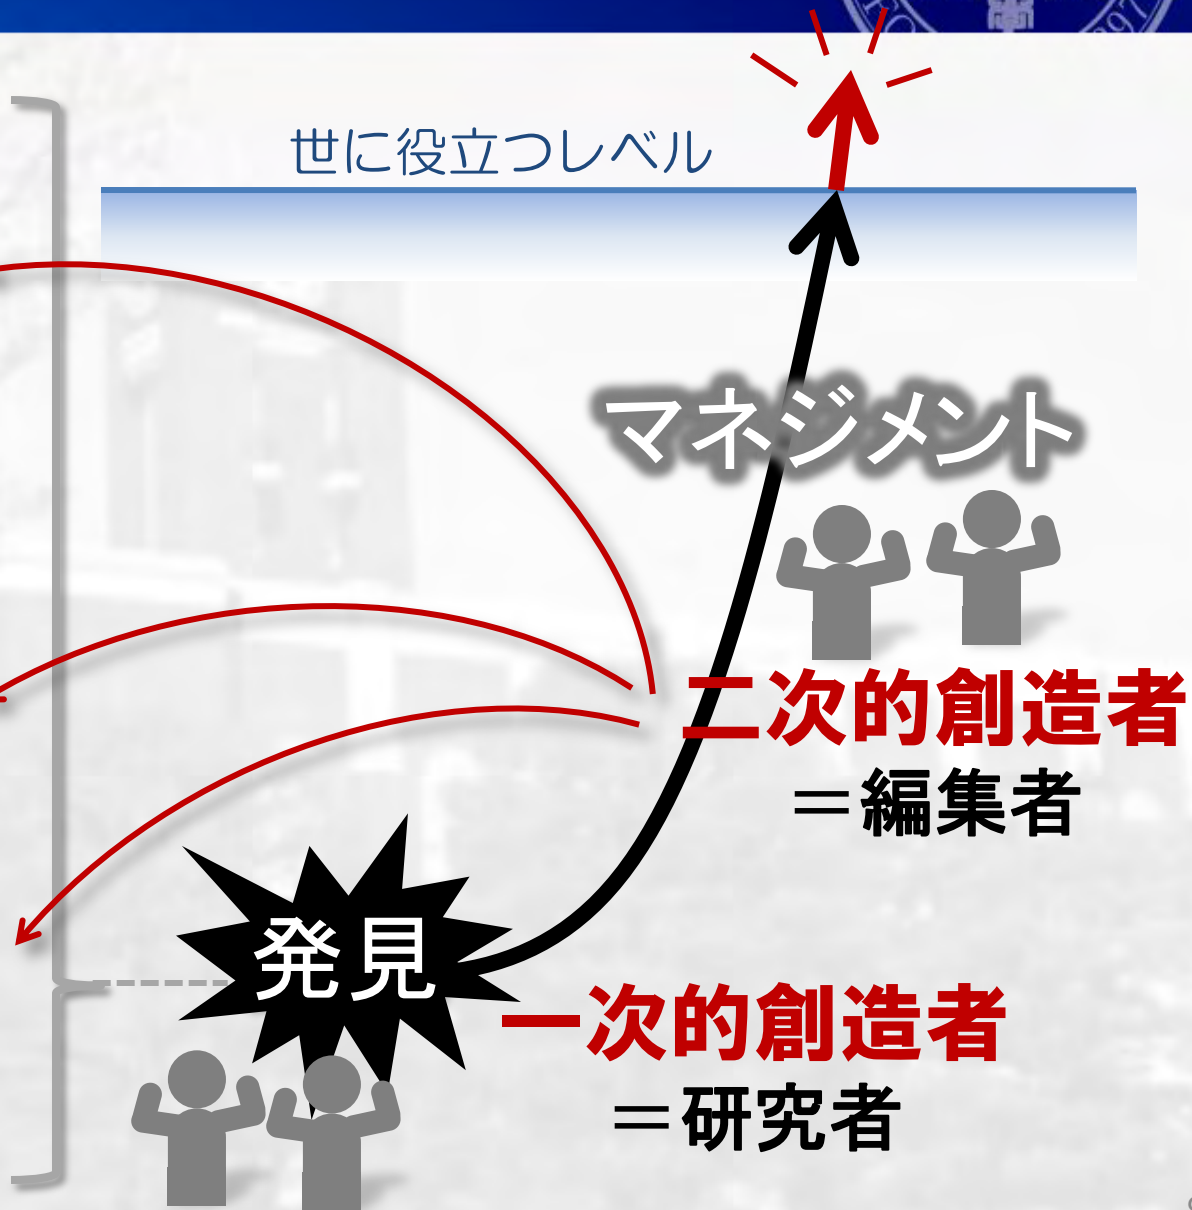 世に役立つレベル
マネジメント
二次的創造者
＝編集者
発見
一次的創造者
＝研究者